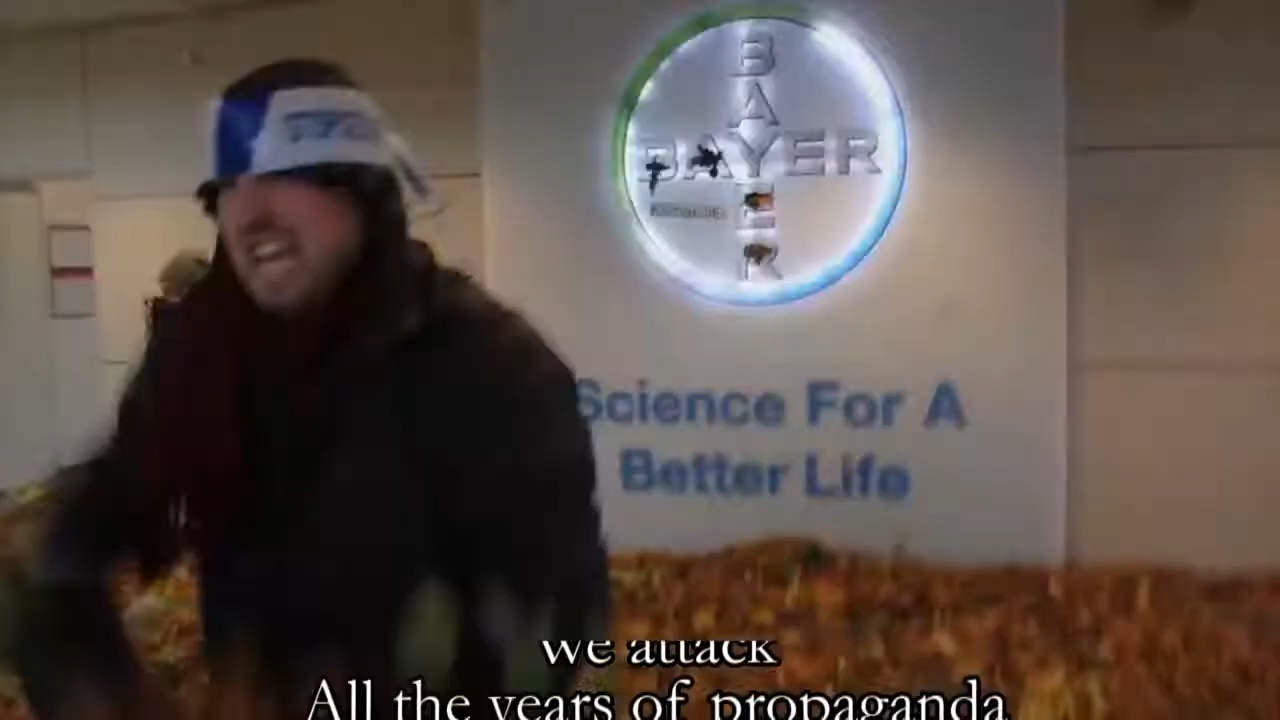 BAYER
BAYER
Science For A
Better Life
we attack
All the years of propaganda